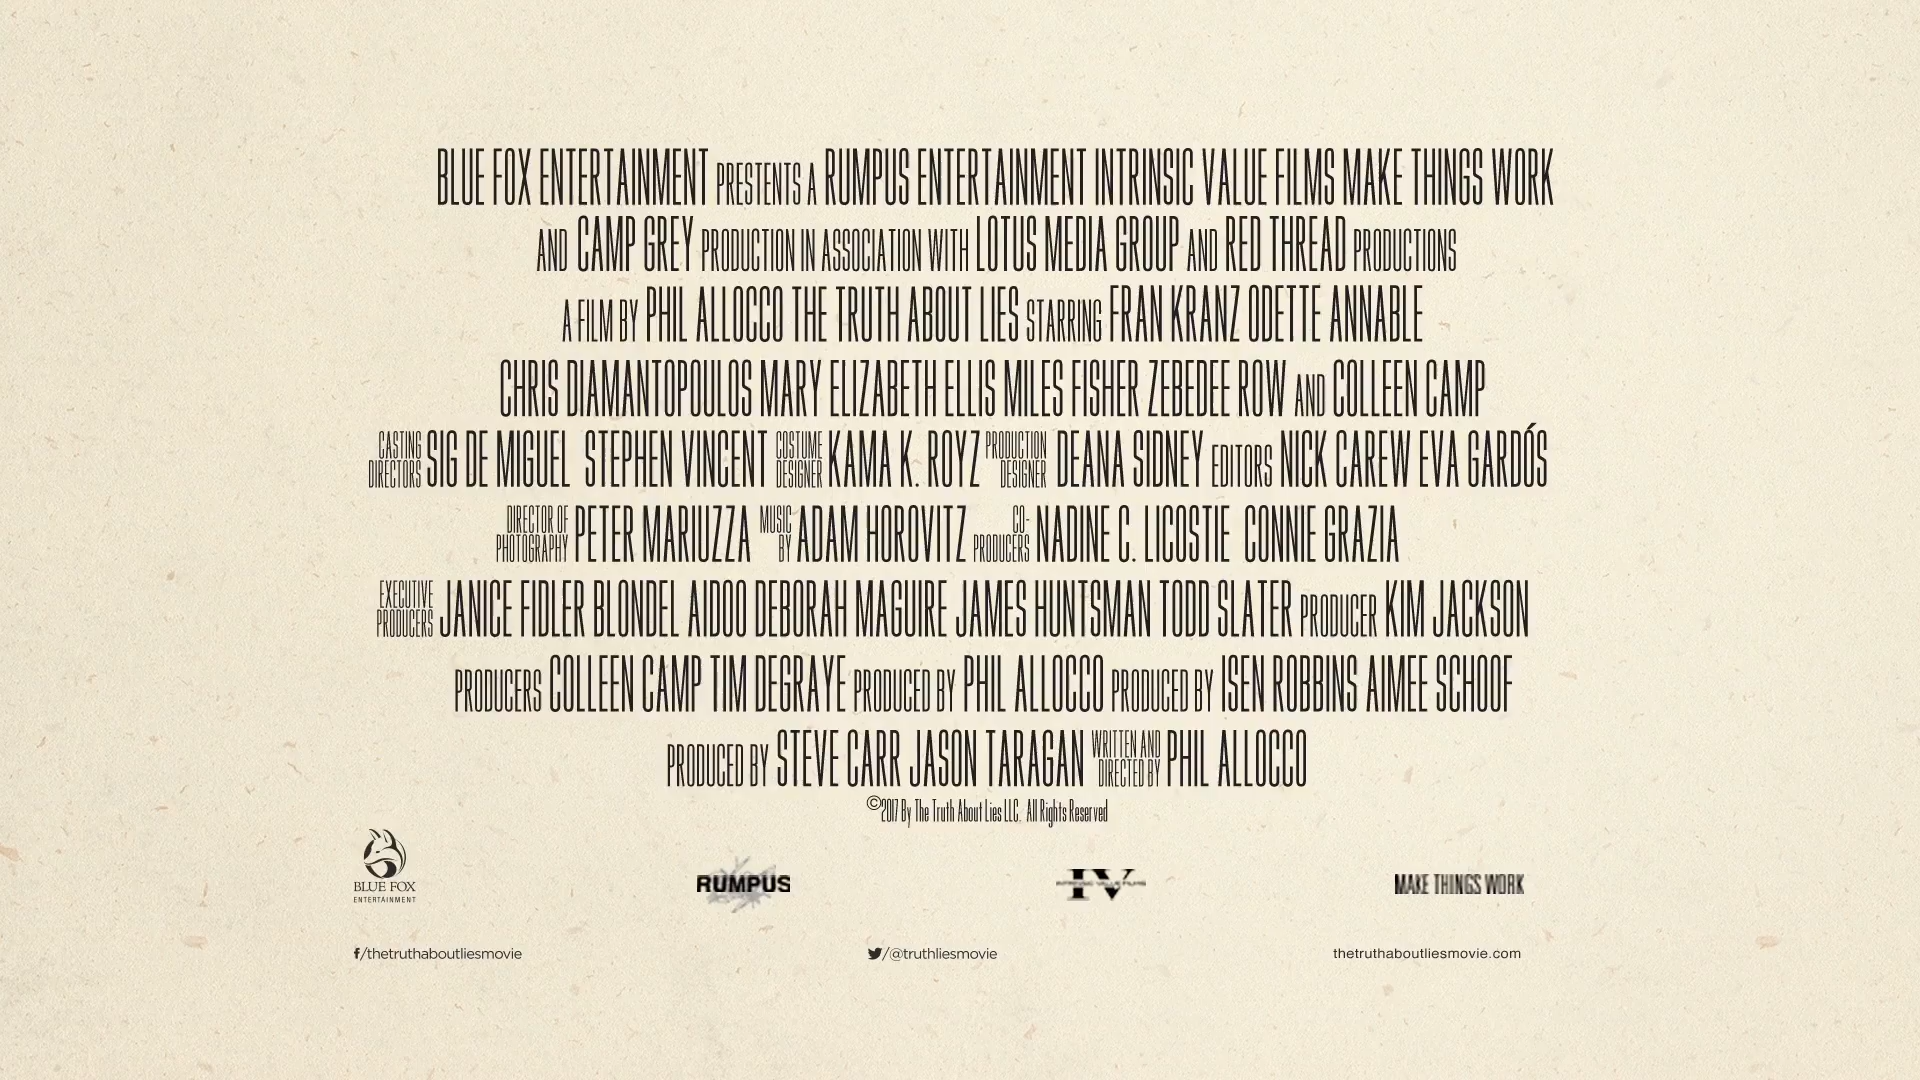 BLUE FOX ENTERTAINMENT PRESTENTS A RUMPUS ENTERTAINMENT INTRINSIC VALUE FILMS MAKE THINGS WORK
AND CAMP GREY PRODUCTION IN ASSOCIATION WITH LOTUS MEDIA GROUP AND RED THREAD PRODUCTIONS
A FILM BY PHIL ALLOCCO THE TRUTH ABOUT LIES STARRING FRAN KRANZ ODETTE ANNABLE
CHRIS DIAMANTOPOULOS MARY ELIZABETH ELLIS MILES FISHER ZEBEDEE ROW AND COLLEEN CAMP
CASTING DIRECTORS SIG DE MIGUEL STEPHEN VINCENT COSTUME DESIGNER KAMA K. ROYZ PRODUCTION DESIGNER DEANA SIDNEY EDITORS NICK CAREW EVA GARDÓS
DIRECTOR OF PHOTOGRAPHY PETER MARIUZZA MUSIC BY ADAM HOROVITZ CO-PRODUCERS NADINE C. LICOSTIE CONNIE GRAZIA
EXECUTIVE PRODUCERS JANICE FIDLER BLONDEL AIDOO DEBORAH MAGUIRE JAMES HUNTSMAN TODD SLATER PRODUCER KIM JACKSON
PRODUCERS COLLEEN CAMP TIM DEGRAYE PRODUCED BY PHIL ALLOCCO PRODUCED BY ISEN ROBBINS AIMEE SCHOOF
PRODUCED BY STEVE CARR JASON TARAGAN WRITTEN AND DIRECTED BY PHIL ALLOCCO
©2017 By The Truth About Lies LLC. All Rights Reserved
BLUE FOX
ENTERTAINMENT
RUMPUS
IV
INTRINSIC VALUE FILMS
MAKE THINGS WORK
f/thetruthaboutliesmovie
/@truthliesmovie
thetruthaboutliesmovie.com